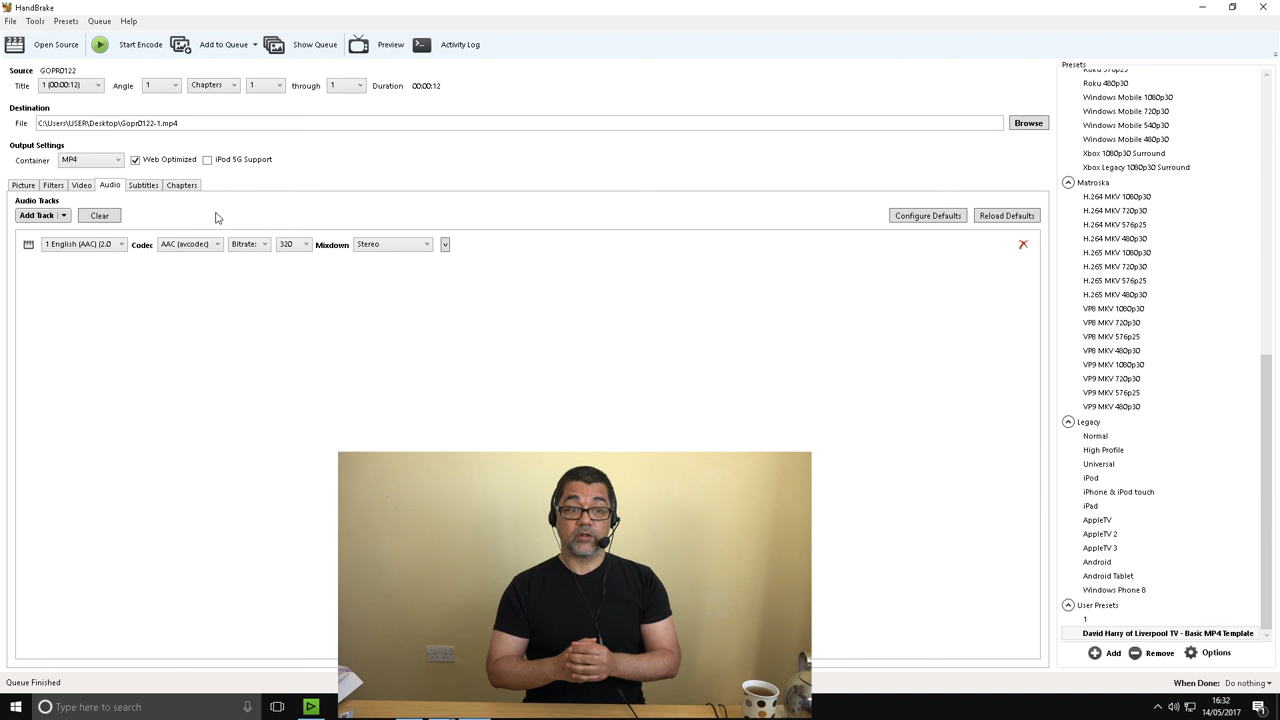 HandBrake
File Tools Presets Queue Help
Open Source Start Encode Add to Queue Show Queue Preview Activity Log
Source GOPR0122
Title 1 (00:00:12) Angle 1 Chapters 1 through 1 Duration 00:00:12
Destination
File C:\Users\USER\Desktop\Gopr0122-1.mp4 Browse
Output Settings
Container MP4 Web Optimized iPod 5G Support
Picture Filters Video Audio Subtitles Chapters
Audio Tracks
Add Track Clear Configure Defaults Reload Defaults
1 English (AAC) (2.0 Codec AAC (avcodec) Bitrate: 320 Mixdown Stereo
Presets
Roku 576p25
Roku 480p30
Windows Mobile 1080p30
Windows Mobile 720p30
Windows Mobile 540p30
Windows Mobile 480p30
Xbox 1080p30 Surround
Xbox Legacy 1080p30 Surround
Matroska
H.264 MKV 1080p30
H.264 MKV 720p30
H.264 MKV 576p25
H.264 MKV 480p30
H.265 MKV 1080p30
H.265 MKV 720p30
H.265 MKV 576p25
H.265 MKV 480p30
VP8 MKV 1080p30
VP8 MKV 720p30
VP8 MKV 576p25
VP8 MKV 480p30
VP9 MKV 1080p30
VP9 MKV 720p30
VP9 MKV 576p25
VP9 MKV 480p30
Legacy
Normal
High Profile
Universal
iPod
iPhone & iPod touch
iPad
AppleTV
AppleTV 2
AppleTV 3
Android
Android Tablet
Windows Phone 8
User Presets
1
David Harry of Liverpool TV - Basic MP4 Template
Add Remove Options
Queue Finished When Done: Do nothing
Type here to search
16:32
14/05/2017